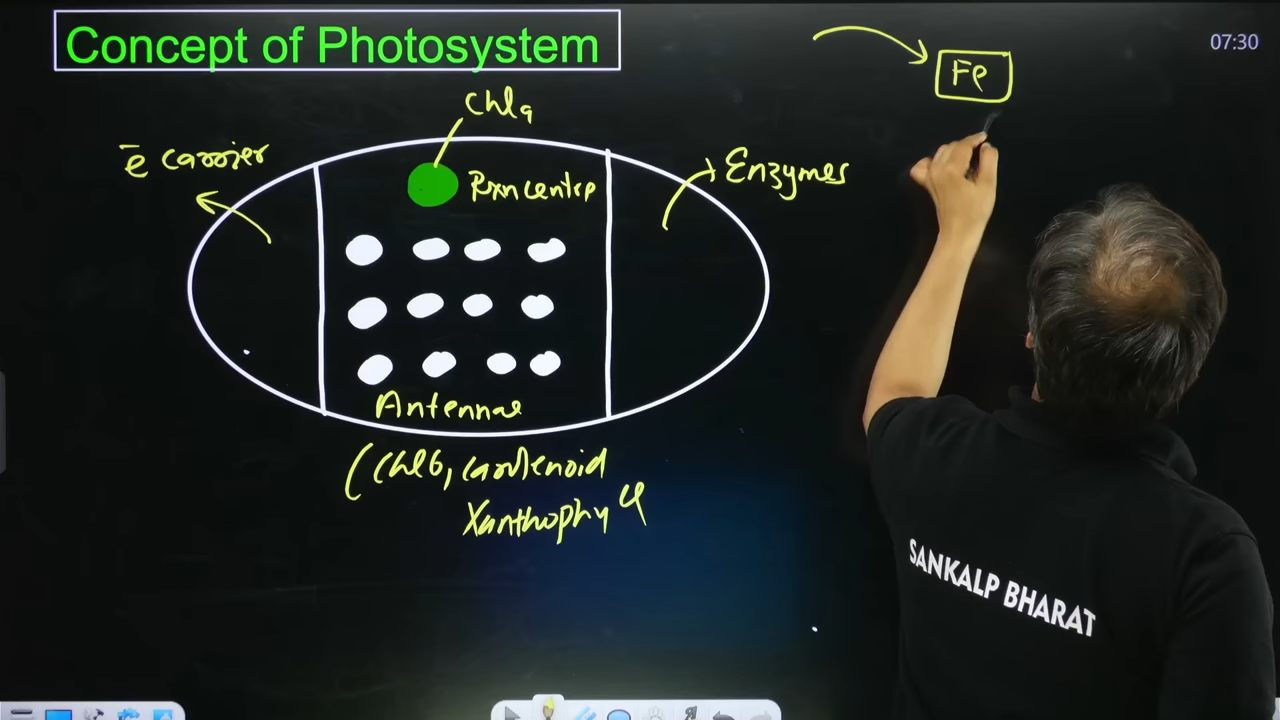 Concept of Photosystem
07:30
Fe
Chla
ē carrier
Enzymes
Rxn centre
Antennae
(Chlb, carotenoid
Xanthophyll
SANKALP BHARAT